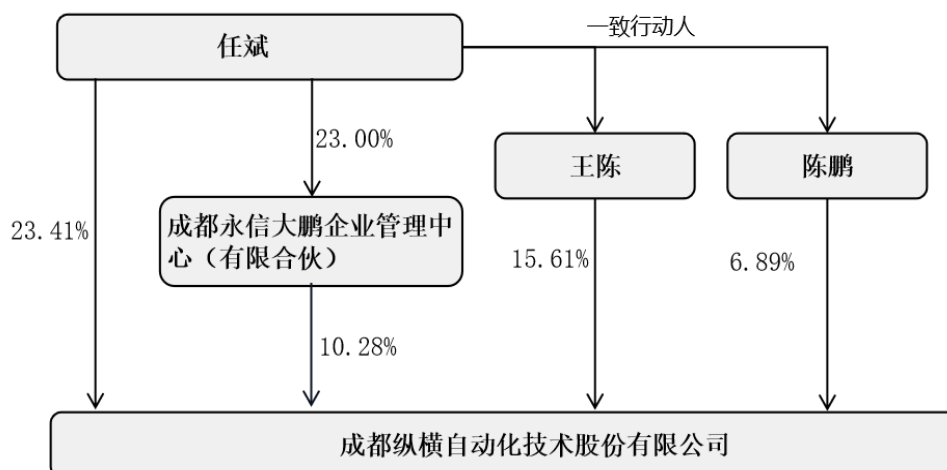 一致行动人
任斌
23.00%
王陈
陈鹏
23.41%
成都永信大鹏企业管理中
心（有限合伙）
15.61%
6.89%
10.28%
成都纵横自动化技术股份有限公司